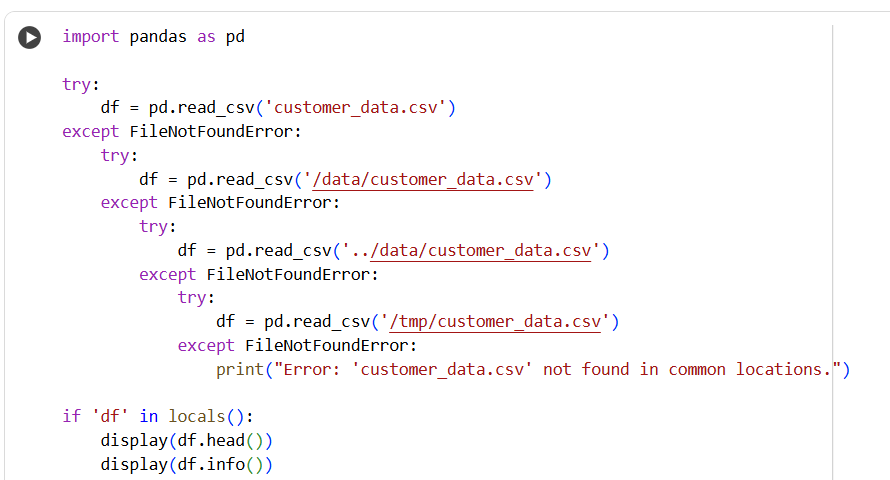 import pandas as pd
try:
    df = pd.read_csv('customer_data.csv')
except FileNotFoundError:
    try:
        df = pd.read_csv('/data/customer_data.csv')
    except FileNotFoundError:
        try:
            df = pd.read_csv('../data/customer_data.csv')
        except FileNotFoundError:
            try:
                df = pd.read_csv('/tmp/customer_data.csv')
            except FileNotFoundError:
                print("Error: 'customer_data.csv' not found in common locations.")
if 'df' in locals():
    display(df.head())
    display(df.info())